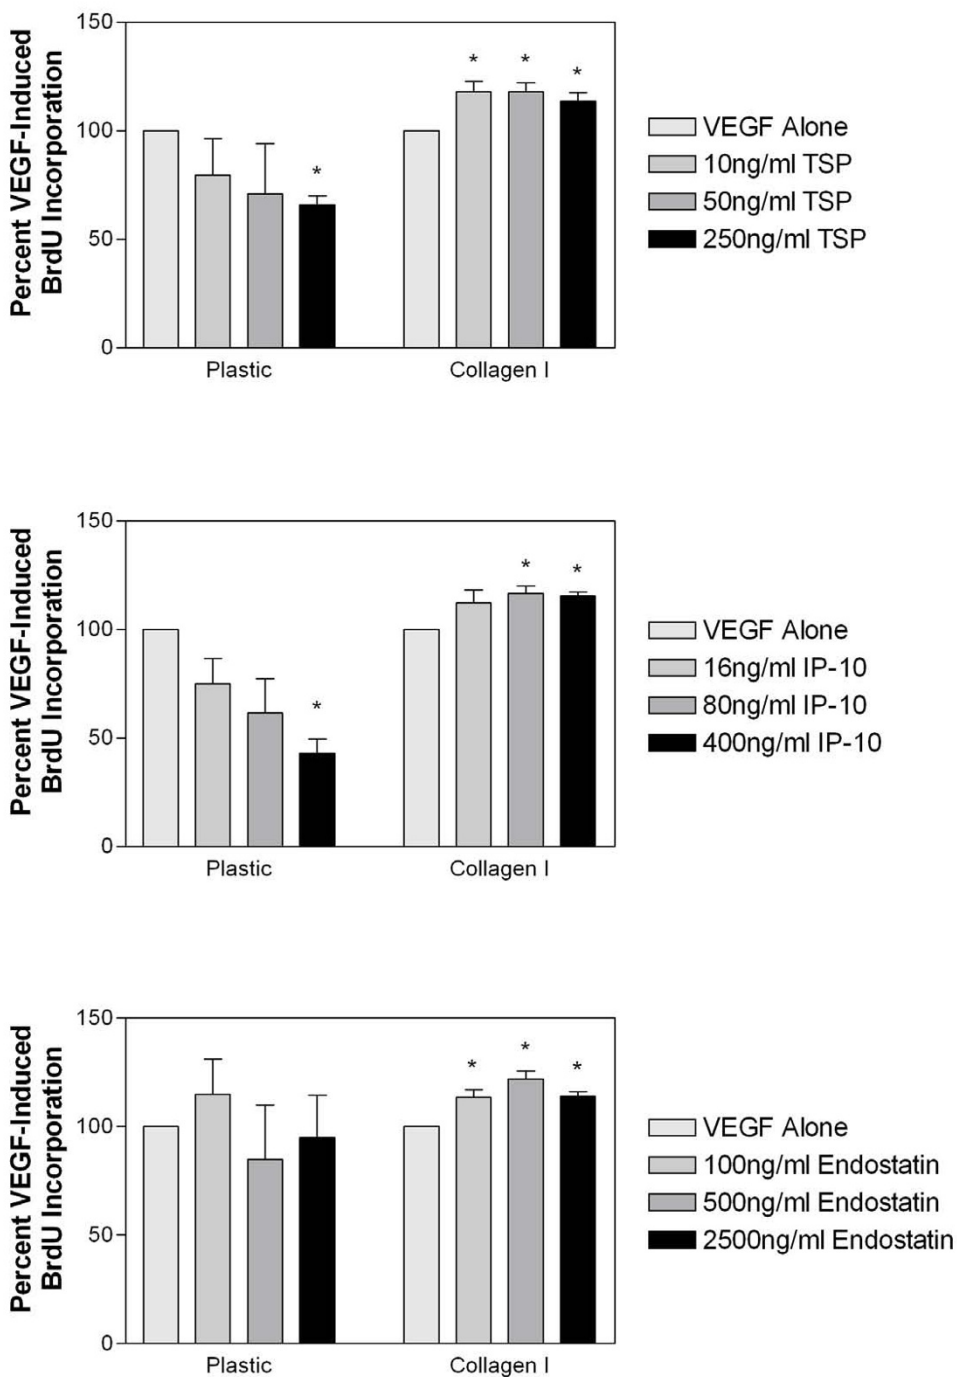 Percent VEGF-Induced
BrdU Incorporation
150
100
50
0
*
*
*
*
Plastic
Collagen I
VEGF Alone
10ng/ml TSP
50ng/ml TSP
250ng/ml TSP
Percent VEGF-Induced
BrdU Incorporation
150
100
50
0
*
*
*
Plastic
Collagen I
VEGF Alone
16ng/ml IP-10
80ng/ml IP-10
400ng/ml IP-10
Percent VEGF-Induced
BrdU Incorporation
150
100
50
0
*
*
*
Plastic
Collagen I
VEGF Alone
100ng/ml Endostatin
500ng/ml Endostatin
2500ng/ml Endostatin